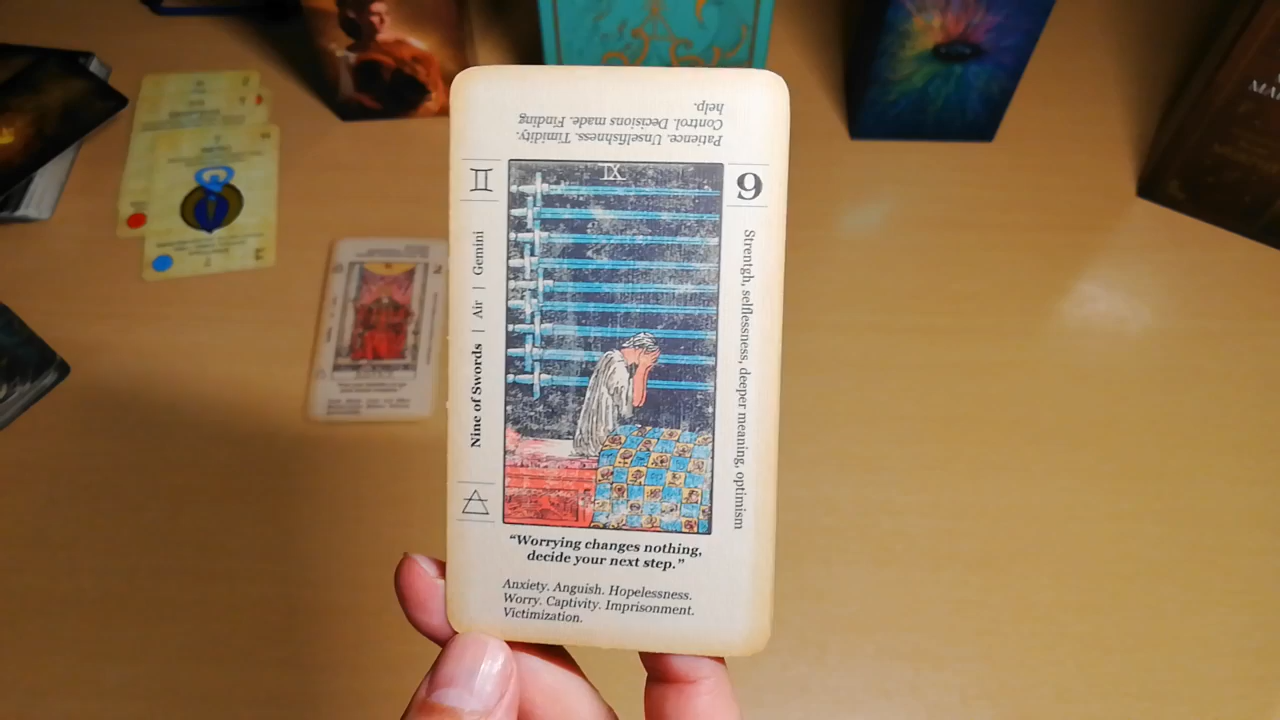 Patience. Unselfishness. Timidity.
Control. Decisions made. Finding
help.
IX
♊
9
Nine of Swords | Air | Gemini
Strentgh, selflessness, deeper meaning, optimism
“Worrying changes nothing,
decide your next step.”
Anxiety. Anguish. Hopelessness.
Worry. Captivity. Imprisonment.
Victimization.